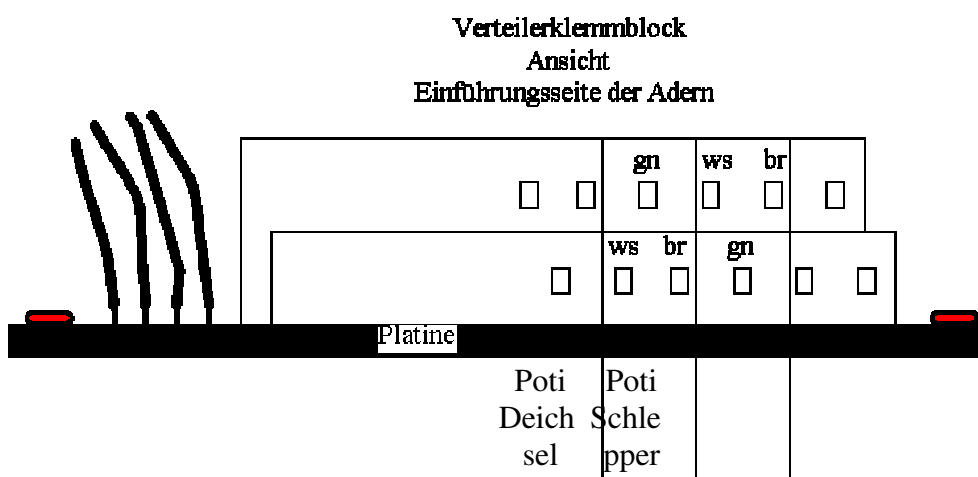 Verteilerklemmblock
Ansicht
Einführungsseite der Adern
gn ws br
ws br gn
Platine
Poti Poti
Deich Schle
sel pper